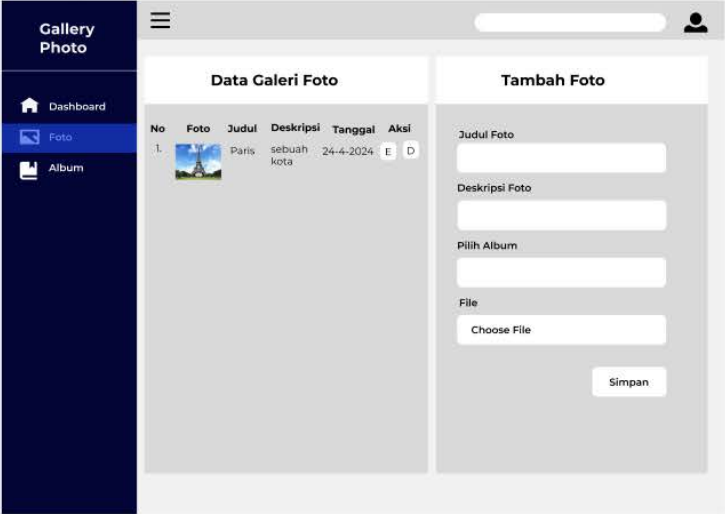 Gallery
Photo
Dashboard
Foto
Album
Data Galeri Foto
No Foto Judul Deskripsi Tanggal Aksi
1. Paris sebuah kota 24-4-2024 E D
Tambah Foto
Judul Foto
Deskripsi Foto
Pilih Album
File
Choose File
Simpan